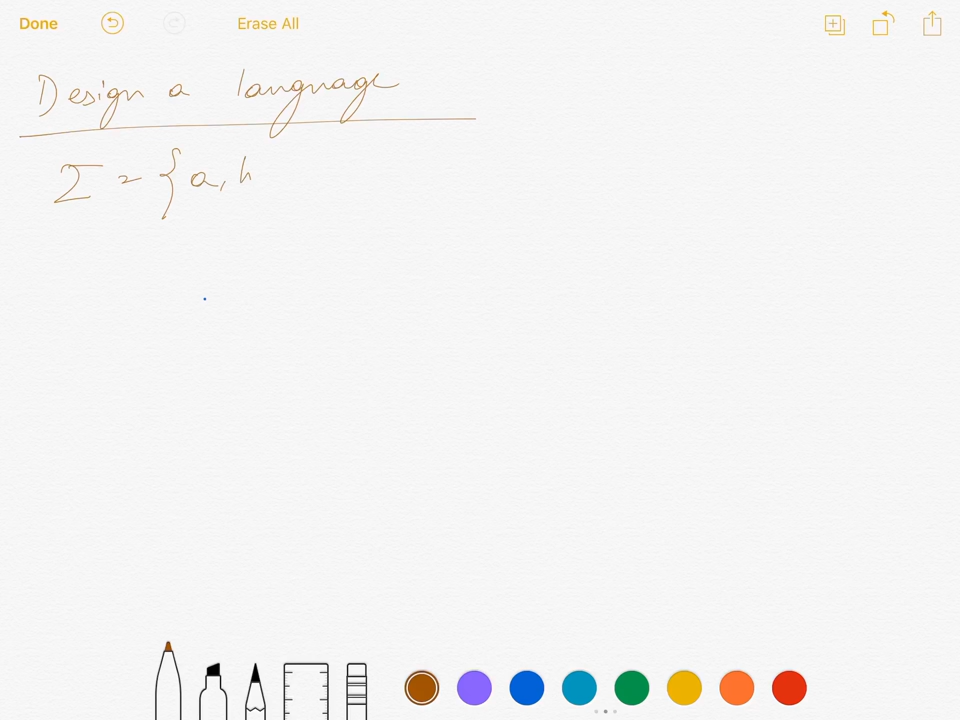 Done Erase All
Design a language
Σ = {a, h